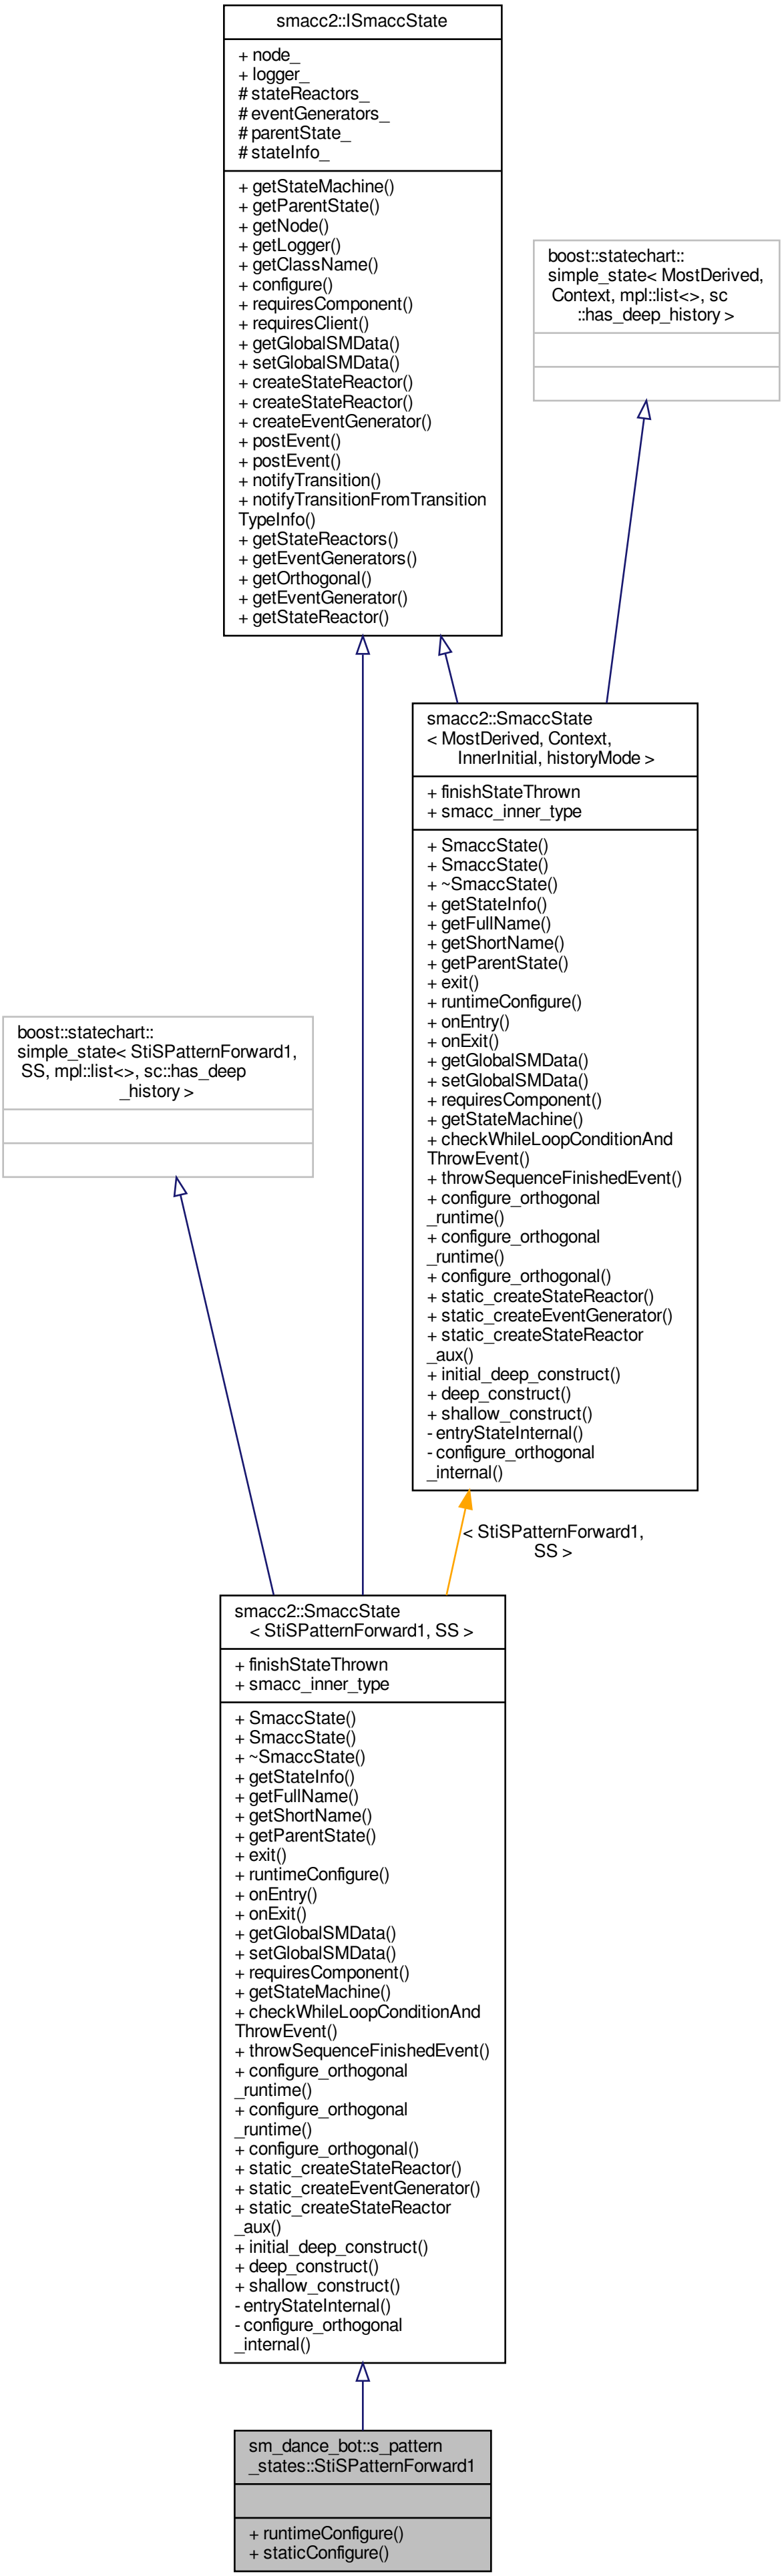 smacc2::ISmaccState
+ node_
+ logger_
# stateReactors_
# eventGenerators_
# parentState_
# stateInfo_
+ getStateMachine()
+ getParentState()
+ getNode()
+ getLogger()
+ getClassName()
+ configure()
+ requiresComponent()
+ requiresClient()
+ getGlobalSMData()
+ setGlobalSMData()
+ createStateReactor()
+ createStateReactor()
+ createEventGenerator()
+ postEvent()
+ postEvent()
+ notifyTransition()
+ notifyTransitionFromTransition
TypeInfo()
+ getStateReactors()
+ getEventGenerators()
+ getOrthogonal()
+ getEventGenerator()
+ getStateReactor()
boost::statechart::
simple_state< MostDerived,
Context, mpl::list<>, sc
::has_deep_history >
smacc2::SmaccState
< MostDerived, Context,
InnerInitial, historyMode >
+ finishStateThrown
+ smacc_inner_type
+ SmaccState()
+ SmaccState()
+ ~SmaccState()
+ getStateInfo()
+ getFullName()
+ getShortName()
+ getParentState()
+ exit()
+ runtimeConfigure()
+ onEntry()
+ onExit()
+ getGlobalSMData()
+ setGlobalSMData()
+ requiresComponent()
+ getStateMachine()
+ checkWhileLoopConditionAnd
ThrowEvent()
+ throwSequenceFinishedEvent()
+ configure_orthogonal
_runtime()
+ configure_orthogonal
_runtime()
+ configure_orthogonal()
+ static_createStateReactor()
+ static_createEventGenerator()
+ static_createStateReactor
_aux()
+ initial_deep_construct()
+ deep_construct()
+ shallow_construct()
- entryStateInternal()
- configure_orthogonal
_internal()
boost::statechart::
simple_state< StiSPatternForward1,
SS, mpl::list<>, sc::has_deep
_history >
< StiSPatternForward1,
SS >
smacc2::SmaccState
< StiSPatternForward1, SS >
+ finishStateThrown
+ smacc_inner_type
+ SmaccState()
+ SmaccState()
+ ~SmaccState()
+ getStateInfo()
+ getFullName()
+ getShortName()
+ getParentState()
+ exit()
+ runtimeConfigure()
+ onEntry()
+ onExit()
+ getGlobalSMData()
+ setGlobalSMData()
+ requiresComponent()
+ getStateMachine()
+ checkWhileLoopConditionAnd
ThrowEvent()
+ throwSequenceFinishedEvent()
+ configure_orthogonal
_runtime()
+ configure_orthogonal
_runtime()
+ configure_orthogonal()
+ static_createStateReactor()
+ static_createEventGenerator()
+ static_createStateReactor
_aux()
+ initial_deep_construct()
+ deep_construct()
+ shallow_construct()
- entryStateInternal()
- configure_orthogonal
_internal()
sm_dance_bot::s_pattern
_states::StiSPatternForward1
+ runtimeConfigure()
+ staticConfigure()